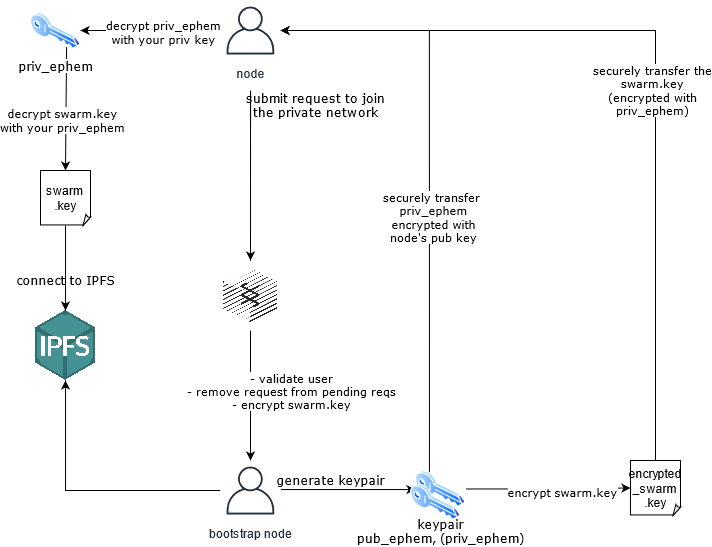 decrypt priv_ephem
with your priv key
priv_ephem
node
securely transfer the
swarm.key
(encrypted with
priv_ephem)
submit request to join
the private network
decrypt swarm.key
with your priv_ephem
swarm
.key
securely transfer
priv_ephem
encrypted with
node's pub key
connect to IPFS
IPFS
- validate user
- remove request from pending reqs
- encrypt swarm.key
generate keypair
encrypt swarm.key
encrypted
_swarm
.key
bootstrap node
keypair
pub_ephem, (priv_ephem)